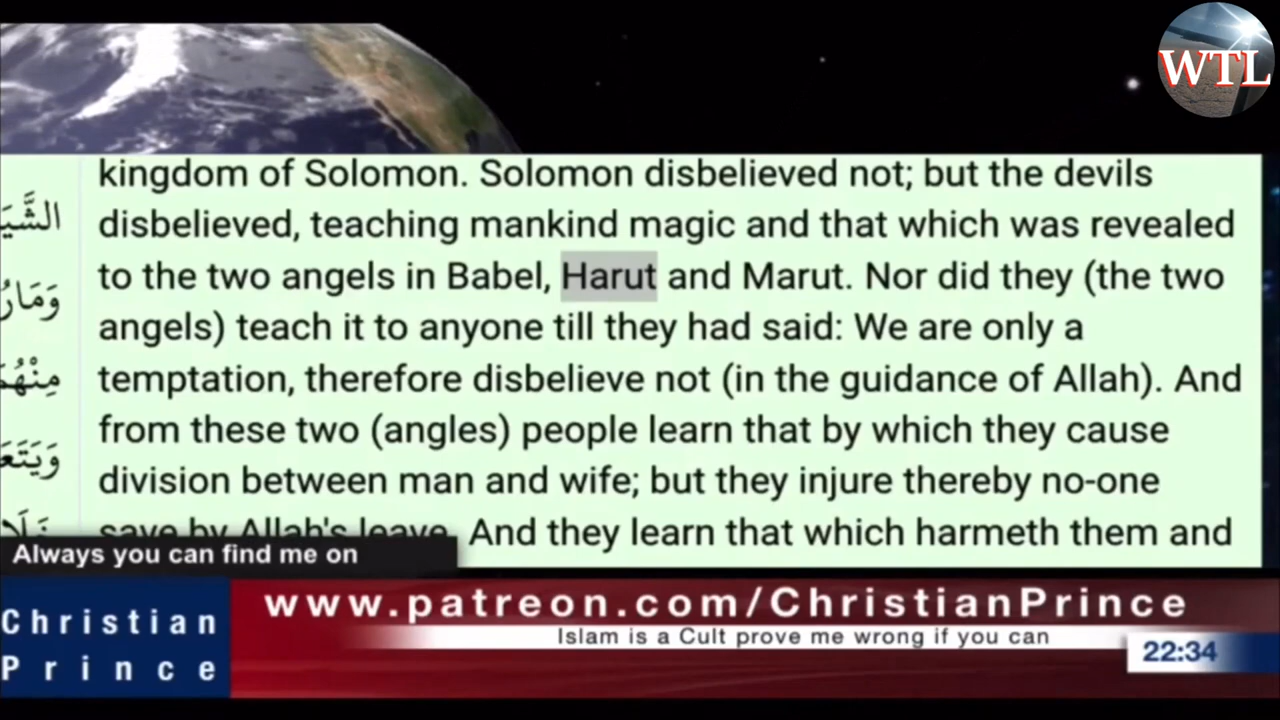 WTL
kingdom of Solomon. Solomon disbelieved not; but the devils
disbelieved, teaching mankind magic and that which was revealed
to the two angels in Babel, Harut and Marut. Nor did they (the two
angels) teach it to anyone till they had said: We are only a
temptation, therefore disbelieve not (in the guidance of Allah). And
from these two (angles) people learn that by which they cause
division between man and wife; but they injure thereby no-one
save by Allah's leave. And they learn that which harmeth them and
Always you can find me on
Christian
Prince
www.patreon.com/ChristianPrince
Islam is a Cult prove me wrong if you can
22:34